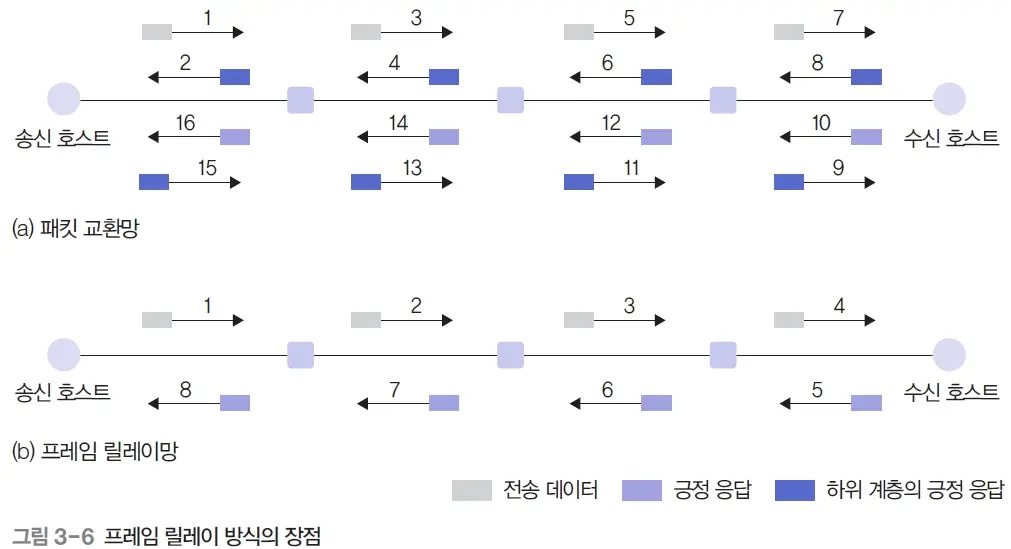 1 3 5 7
2 4 6 8
송신 호스트 수신 호스트
16 14 12 10
15 13 11 9
(a) 패킷 교환망
1 2 3 4
송신 호스트 수신 호스트
8 7 6 5
(b) 프레임 릴레이망
전송 데이터 긍정 응답 하위 계층의 긍정 응답
그림 3-6 프레임 릴레이 방식의 장점